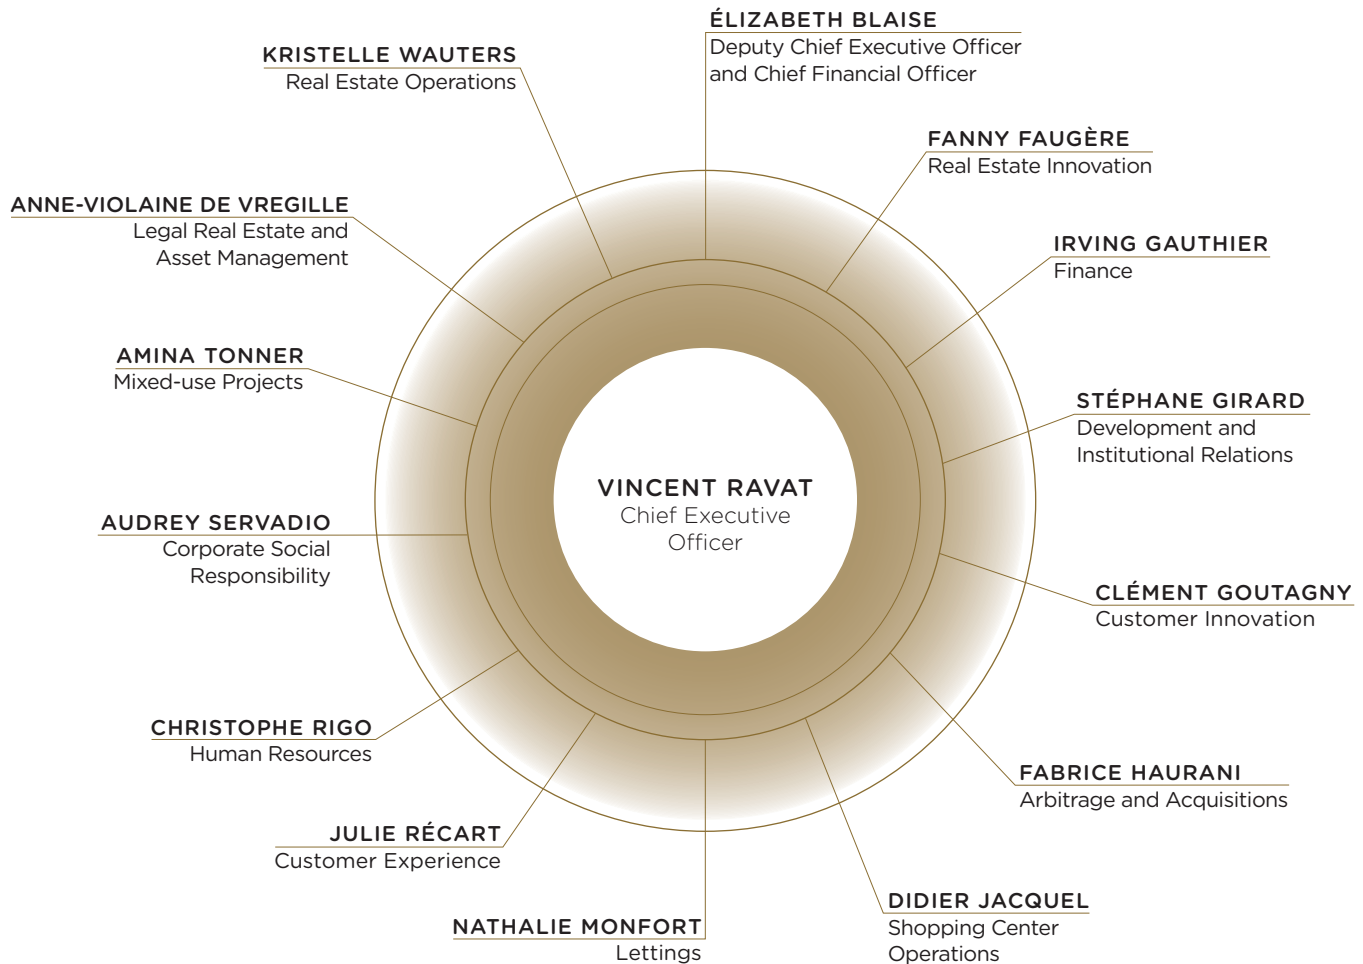 ÉLIZABETH BLAISE
Deputy Chief Executive Officer
and Chief Financial Officer
KRISTELLE WAUTERS
Real Estate Operations
FANNY FAUGÈRE
Real Estate Innovation
ANNE-VIOLAINE DE VREGILLE
Legal Real Estate and
Asset Management
IRVING GAUTHIER
Finance
AMINA TONNER
Mixed-use Projects
STÉPHANE GIRARD
Development and
Institutional Relations
VINCENT RAVAT
Chief Executive
Officer
AUDREY SERVADIO
Corporate Social
Responsibility
CLÉMENT GOUTAGNY
Customer Innovation
CHRISTOPHE RIGO
Human Resources
FABRICE HAURANI
Arbitrage and Acquisitions
JULIE RÉCART
Customer Experience
DIDIER JACQUEL
Shopping Center
Operations
NATHALIE MONFORT
Lettings